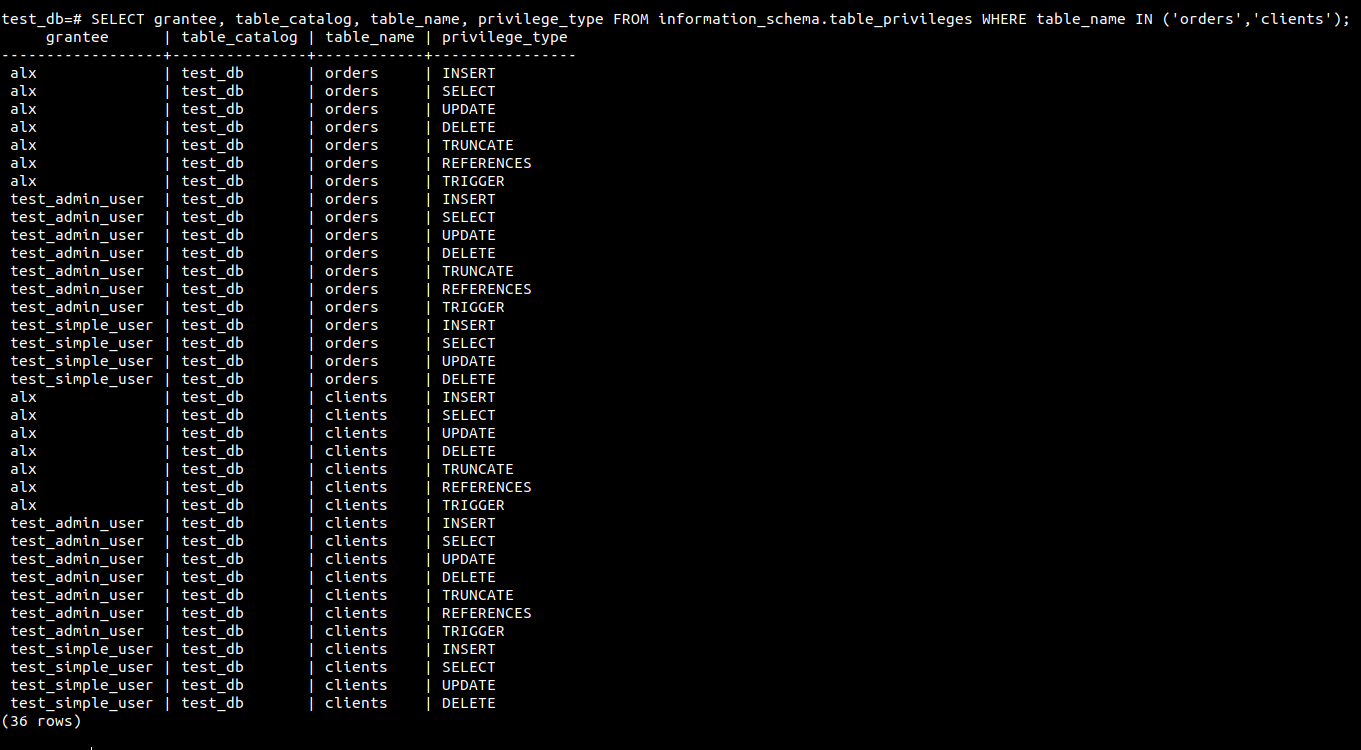 test_db=# SELECT grantee, table_catalog, table_name, privilege_type FROM information_schema.table_privileges WHERE table_name IN ('orders','clients');
     grantee      | table_catalog | table_name | privilege_type
------------------+---------------+------------+----------------
 alx              | test_db       | orders     | INSERT
 alx              | test_db       | orders     | SELECT
 alx              | test_db       | orders     | UPDATE
 alx              | test_db       | orders     | DELETE
 alx              | test_db       | orders     | TRUNCATE
 alx              | test_db       | orders     | REFERENCES
 alx              | test_db       | orders     | TRIGGER
 test_admin_user  | test_db       | orders     | INSERT
 test_admin_user  | test_db       | orders     | SELECT
 test_admin_user  | test_db       | orders     | UPDATE
 test_admin_user  | test_db       | orders     | DELETE
 test_admin_user  | test_db       | orders     | TRUNCATE
 test_admin_user  | test_db       | orders     | REFERENCES
 test_admin_user  | test_db       | orders     | TRIGGER
 test_simple_user | test_db       | orders     | INSERT
 test_simple_user | test_db       | orders     | SELECT
 test_simple_user | test_db       | orders     | UPDATE
 test_simple_user | test_db       | orders     | DELETE
 alx              | test_db       | clients    | INSERT
 alx              | test_db       | clients    | SELECT
 alx              | test_db       | clients    | UPDATE
 alx              | test_db       | clients    | DELETE
 alx              | test_db       | clients    | TRUNCATE
 alx              | test_db       | clients    | REFERENCES
 alx              | test_db       | clients    | TRIGGER
 test_admin_user  | test_db       | clients    | INSERT
 test_admin_user  | test_db       | clients    | SELECT
 test_admin_user  | test_db       | clients    | UPDATE
 test_admin_user  | test_db       | clients    | DELETE
 test_admin_user  | test_db       | clients    | TRUNCATE
 test_admin_user  | test_db       | clients    | REFERENCES
 test_admin_user  | test_db       | clients    | TRIGGER
 test_simple_user | test_db       | clients    | INSERT
 test_simple_user | test_db       | clients    | SELECT
 test_simple_user | test_db       | clients    | UPDATE
 test_simple_user | test_db       | clients    | DELETE
(36 rows)